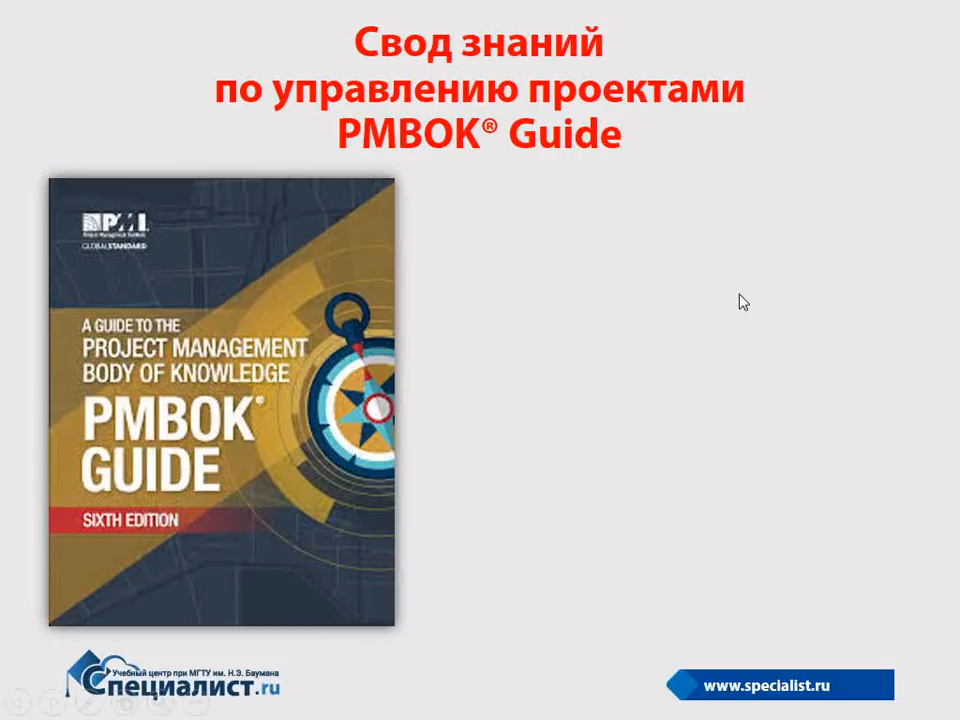 Свод знаний
по управлению проектами
PMBOK® Guide
PMI
GLOBAL STANDARD
A GUIDE TO THE
PROJECT MANAGEMENT
BODY OF KNOWLEDGE
PMBOK®
GUIDE
SIXTH EDITION
Учебный центр при МГТУ им. Н.Э. Баумана
Специалист.ru
www.specialist.ru